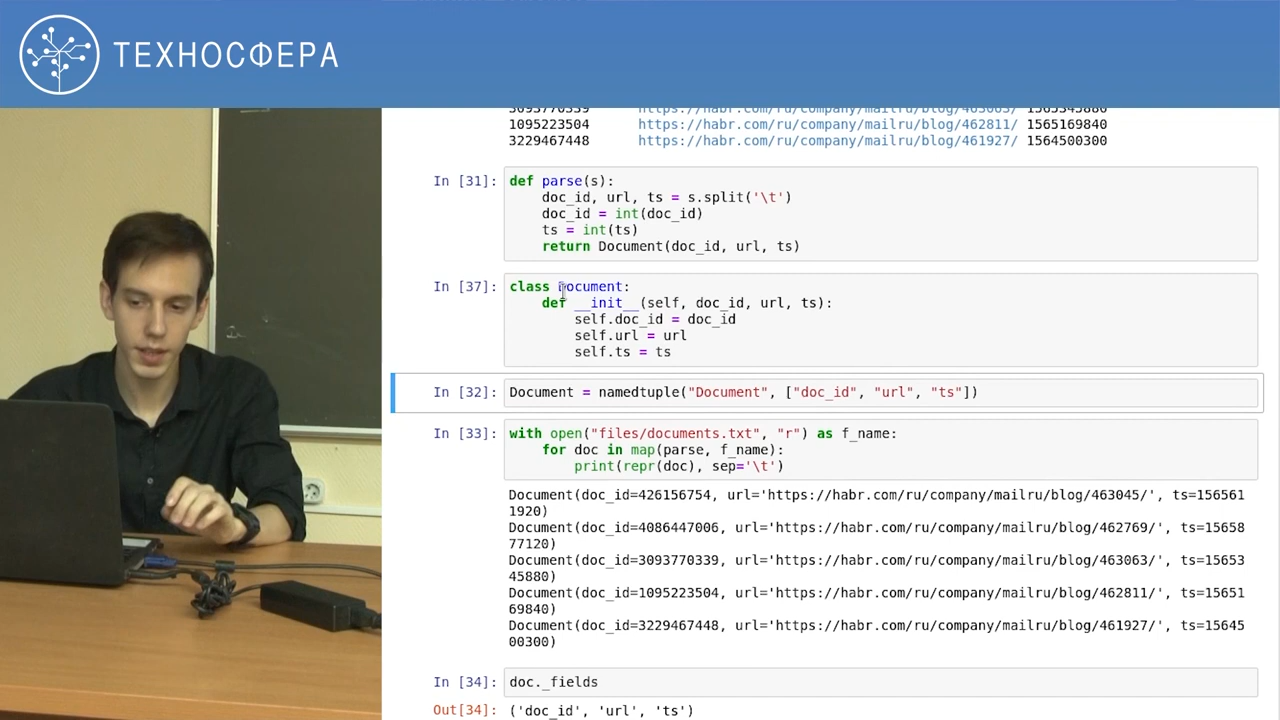 ТЕХНОСФЕРА
1095223504 https://habr.com/ru/company/mailru/blog/462811/ 1565169840
3229467448 https://habr.com/ru/company/mailru/blog/461927/ 1564500300
In [31]: def parse(s):
doc_id, url, ts = s.split('\t')
doc_id = int(doc_id)
ts = int(ts)
return Document(doc_id, url, ts)
In [37]: class Document:
def __init__(self, doc_id, url, ts):
self.doc_id = doc_id
self.url = url
self.ts = ts
In [32]: Document = namedtuple("Document", ["doc_id", "url", "ts"])
In [33]: with open("files/documents.txt", "r") as f_name:
for doc in map(parse, f_name):
print(repr(doc), sep='\t')
Document(doc_id=426156754, url='https://habr.com/ru/company/mailru/blog/463045/', ts=156561
1920)
Document(doc_id=4086447006, url='https://habr.com/ru/company/mailru/blog/462769/', ts=15658
77120)
Document(doc_id=3093770339, url='https://habr.com/ru/company/mailru/blog/463063/', ts=15653
45880)
Document(doc_id=1095223504, url='https://habr.com/ru/company/mailru/blog/462811/', ts=15651
69840)
Document(doc_id=3229467448, url='https://habr.com/ru/company/mailru/blog/461927/', ts=15645
00300)
In [34]: doc._fields
Out[34]: ('doc_id', 'url', 'ts')